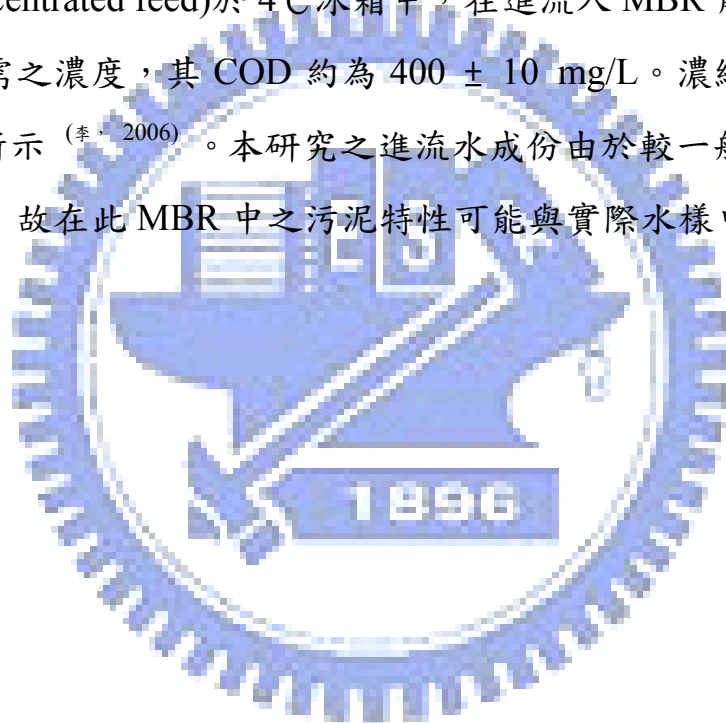 centrated feed)於 4℃冰箱中,在進流入 MBR 
之濃度,其 COD 約為 400 ± 10 mg/L。濃
所示 (李, 2006) 。本研究之進流水成份由於較一般
故在此 MBR 中之污泥特性可能與實際水樣
E S
1896